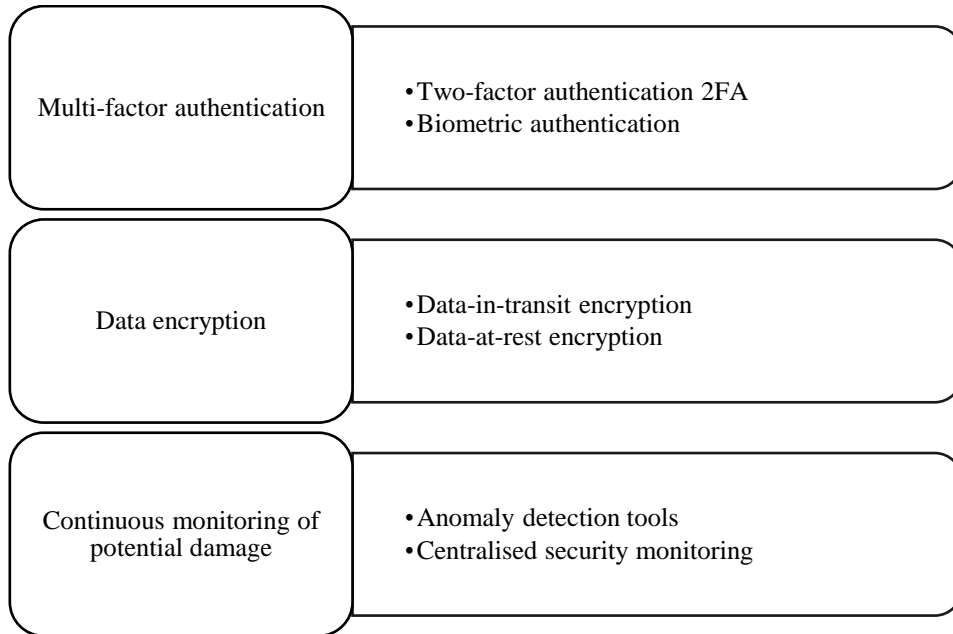 Multi-factor authentication
•Two-factor authentication 2FA
•Biometric authentication
Data encryption
•Data-in-transit encryption
•Data-at-rest encryption
Continuous monitoring of
potential damage
•Anomaly detection tools
•Centralised security monitoring